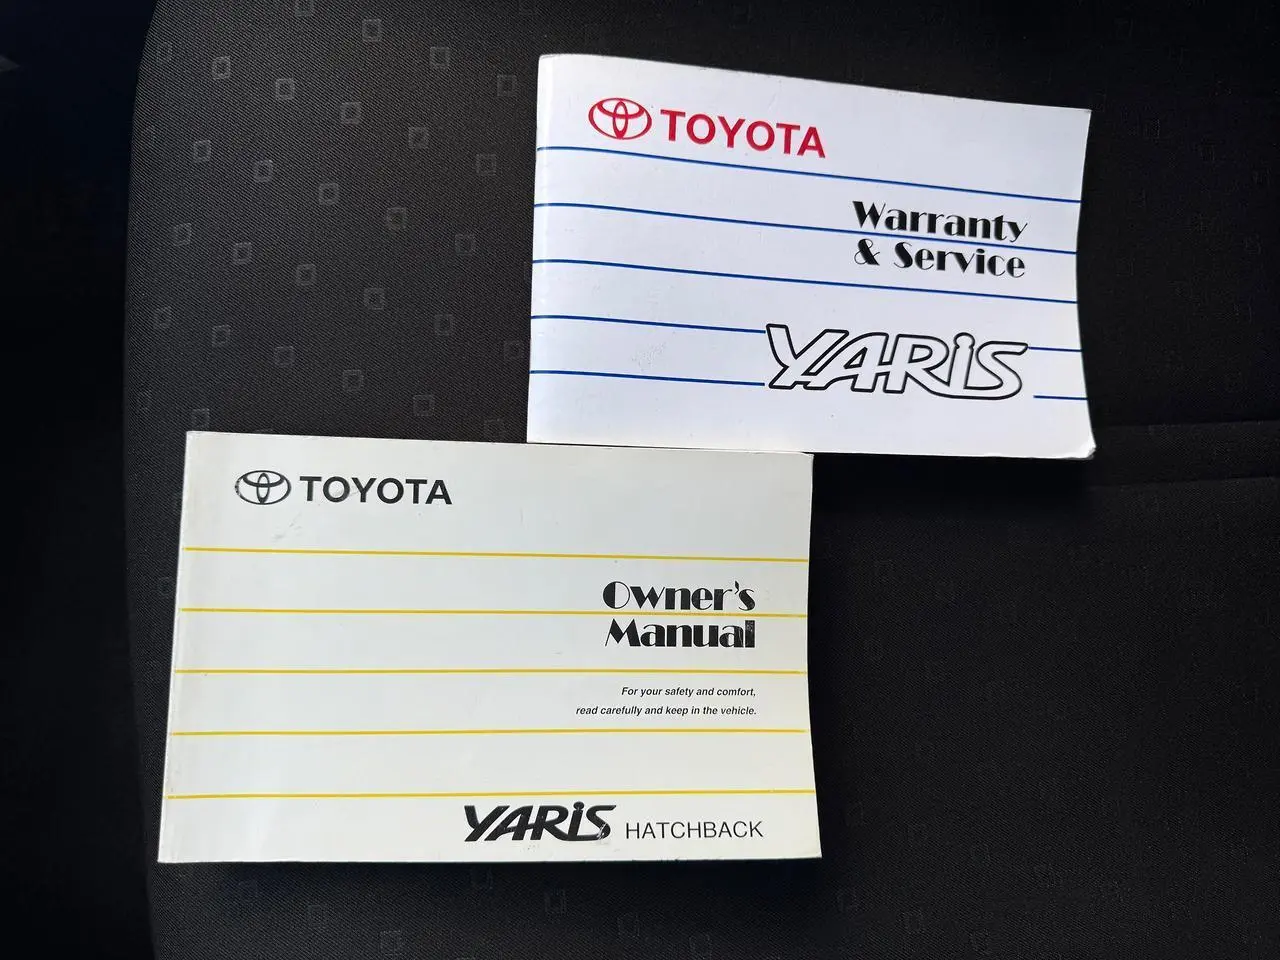 TOYOTA
Warranty
& Service
YARiS
TOYOTA
Owner's
Manual
For your safety and comfort,
read carefully and keep in the vehicle.
YARiS HATCHBACK